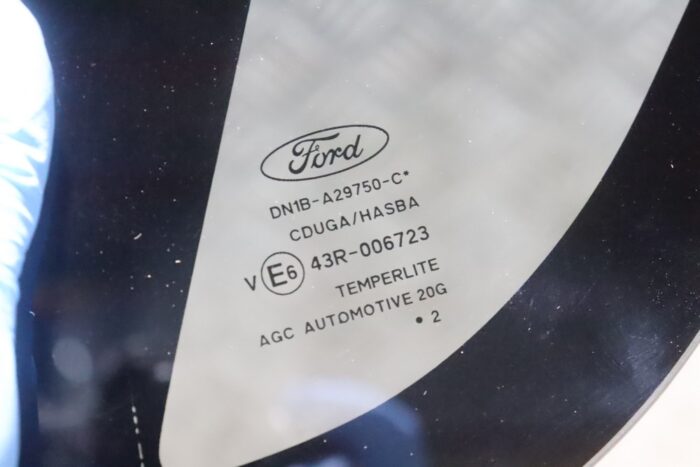 Ford
DN1B-A29750-C*
CDUGA/HASBA
V E6 43R-006723
TEMPERLITE
AGC AUTOMOTIVE 20G
• 2